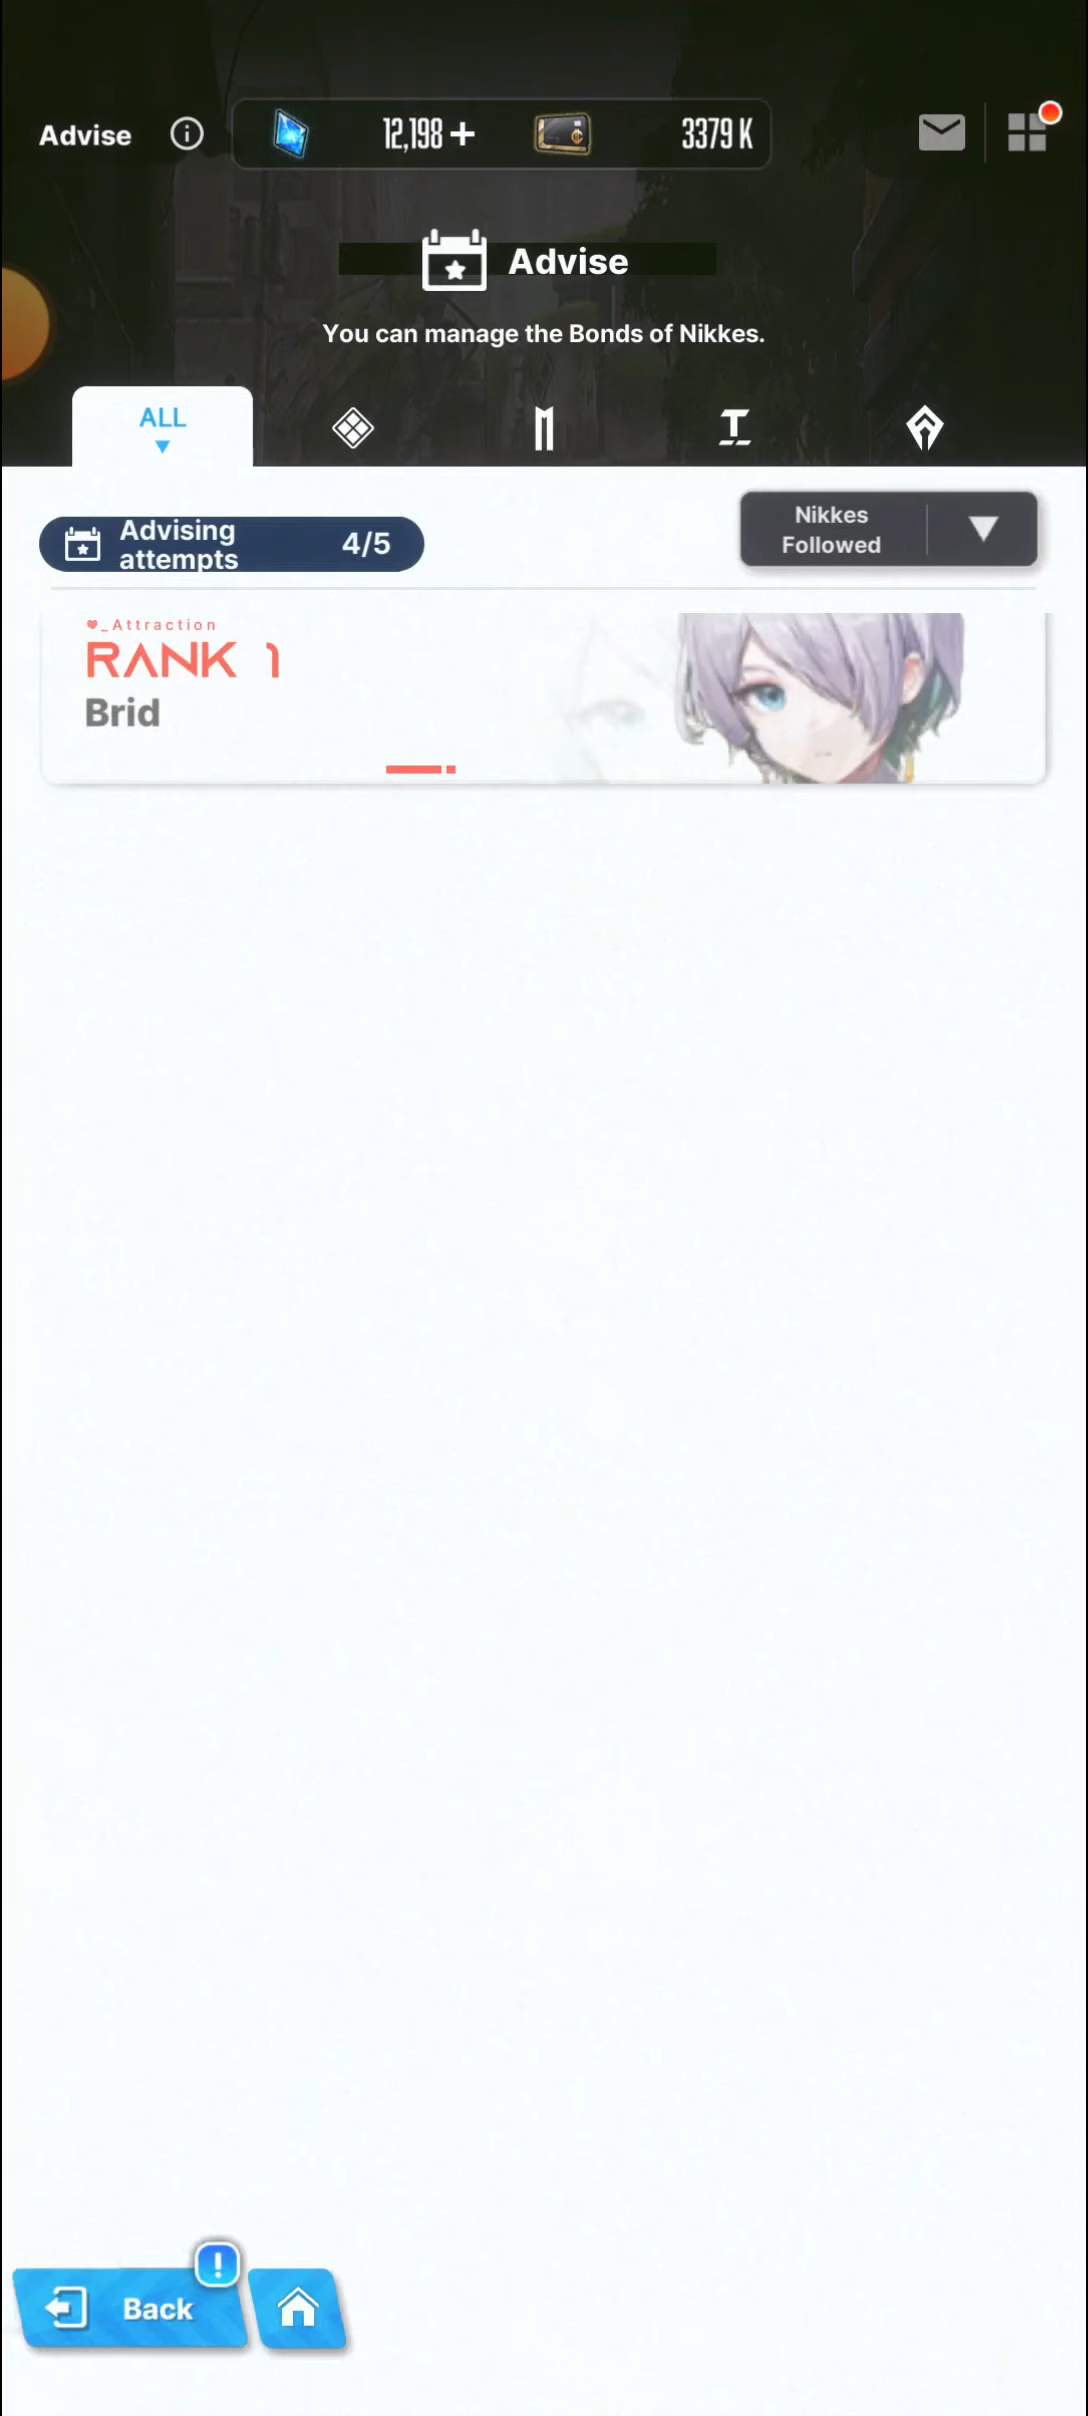 Advise
12,198 +
3379 K
Advise
You can manage the Bonds of Nikkes.
ALL
Advising
attempts
4/5
Nikkes
Followed
_Attraction
RANK 1
Brid
!
Back